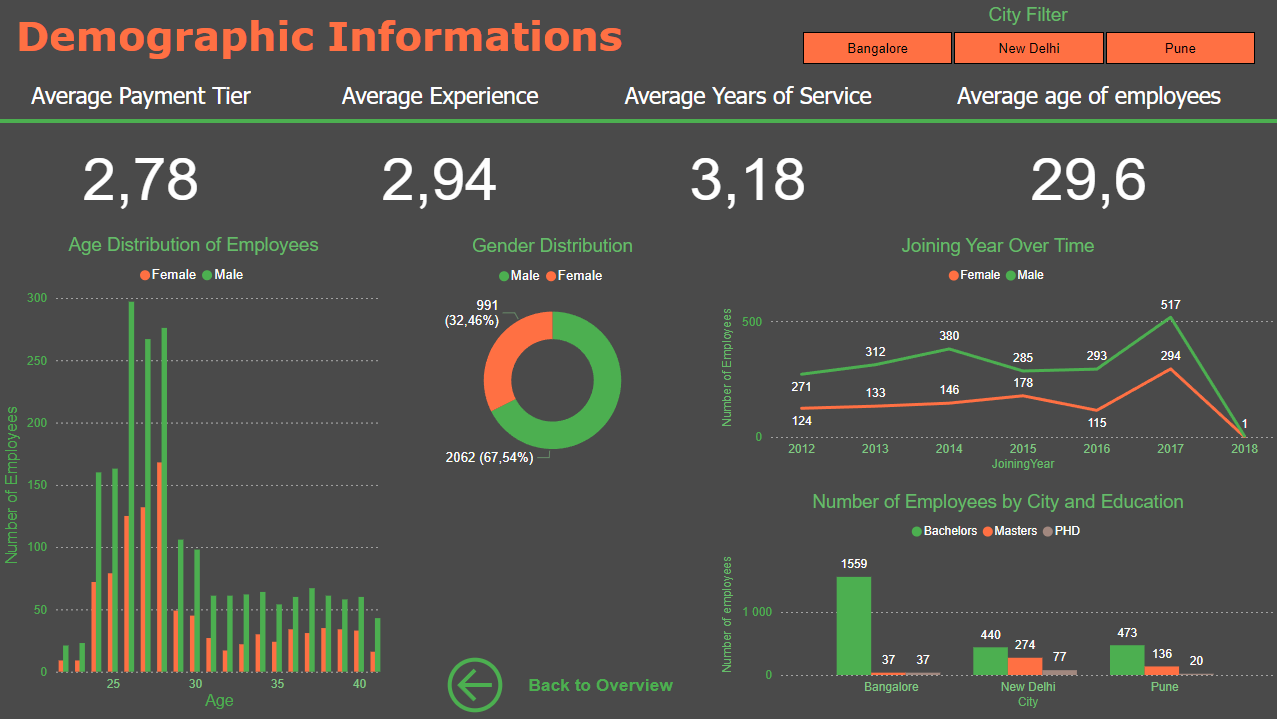 Demographic Informations
City Filter
Bangalore New Delhi Pune
Average Payment Tier Average Experience Average Years of Service Average age of employees
2,78 2,94 3,18 29,6
Age Distribution of Employees
Female Male
Number of Employees
300
250
200
150
100
50
0
25 30 35 40
Age
Gender Distribution
Male Female
991
(32,46%)
2062 (67,54%)
Back to Overview
Joining Year Over Time
Female Male
Number of Employees
500
0
271 312 380 285 293 517
124 133 146 178 115 294 1
2012 2013 2014 2015 2016 2017 2018
JoiningYear
Number of Employees by City and Education
Bachelors Masters PHD
Number of employees
1 000
0
1559 37 37 440 274 77 473 136 20
Bangalore New Delhi Pune
City